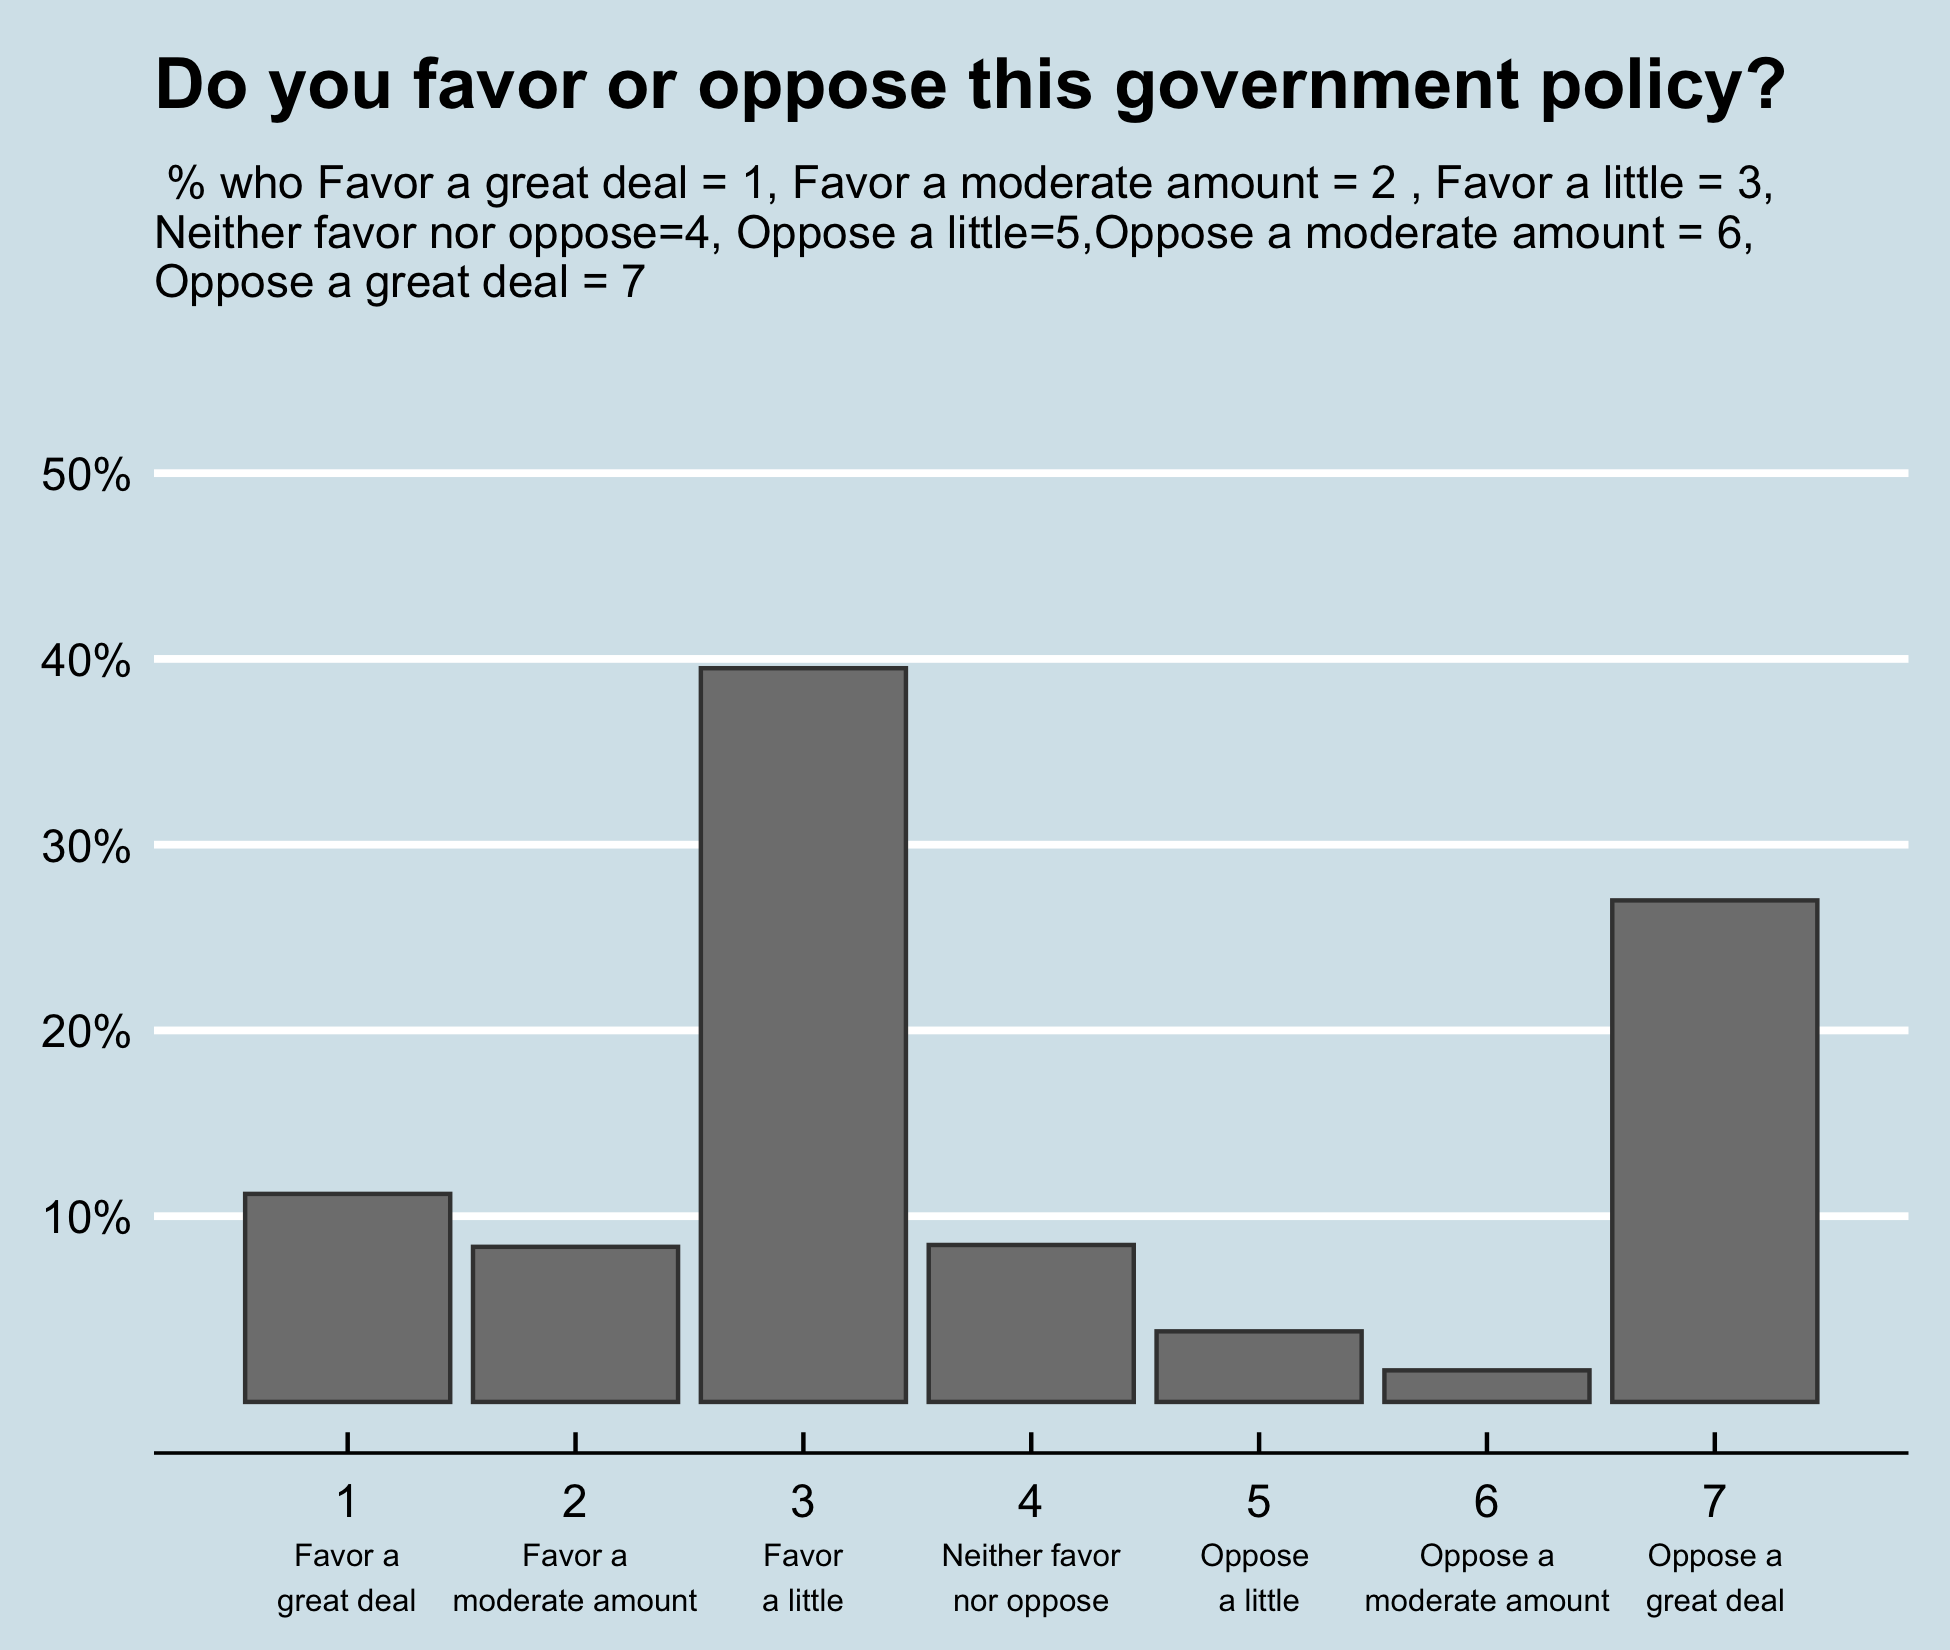 Do you favor or oppose this government policy?
% who Favor a great deal = 1, Favor a moderate amount = 2 , Favor a little = 3,
Neither favor nor oppose=4, Oppose a little=5,Oppose a moderate amount = 6,
Oppose a great deal = 7
50%
40%
30%
20%
10%
1 2 3 4 5 6 7
Favor a Favor a Favor Neither favor Oppose Oppose a Oppose a
great deal moderate amount a little nor oppose a little moderate amount great deal